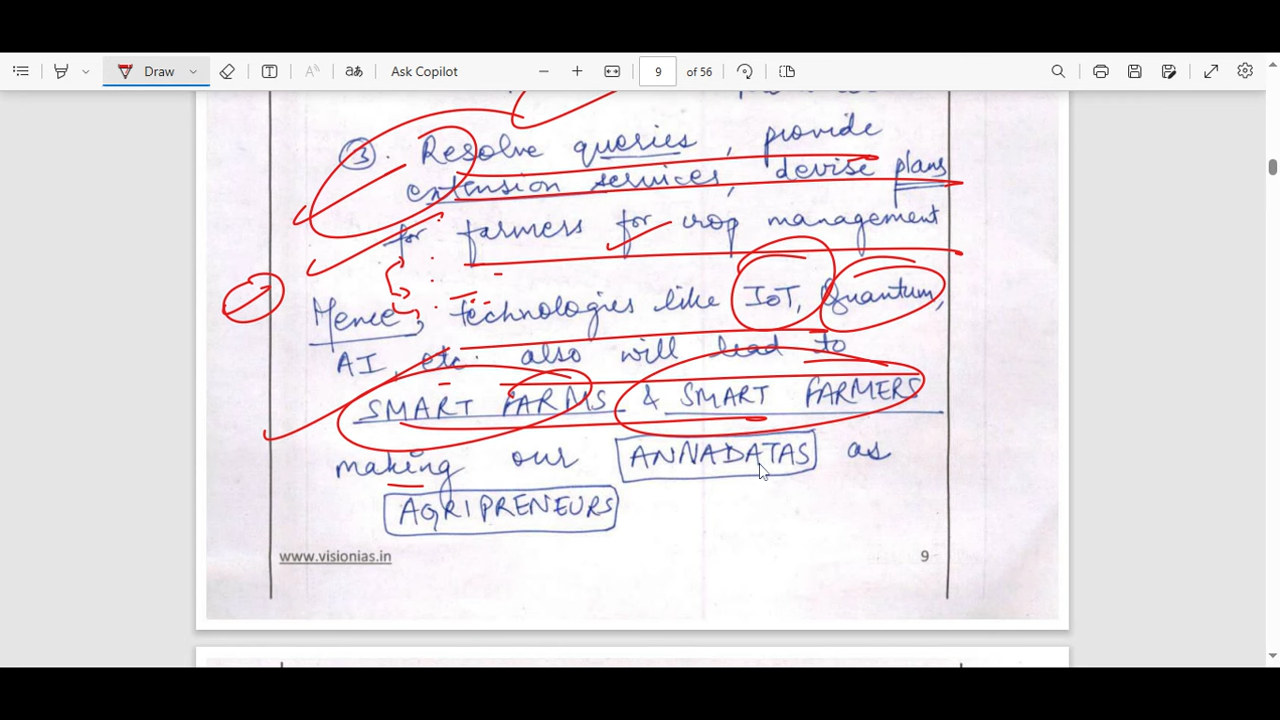 Draw
Ask Copilot
9
of 56
③. Resolve queries, provide
extension services, devise plans
for farmers for crop management
Hence, technologies like IoT, Quantum,
AI, etc. also will lead to
SMART FARMS & SMART FARMERS
making our ANNADATAS as
AGRIPRENEURS
www.visionias.in
9